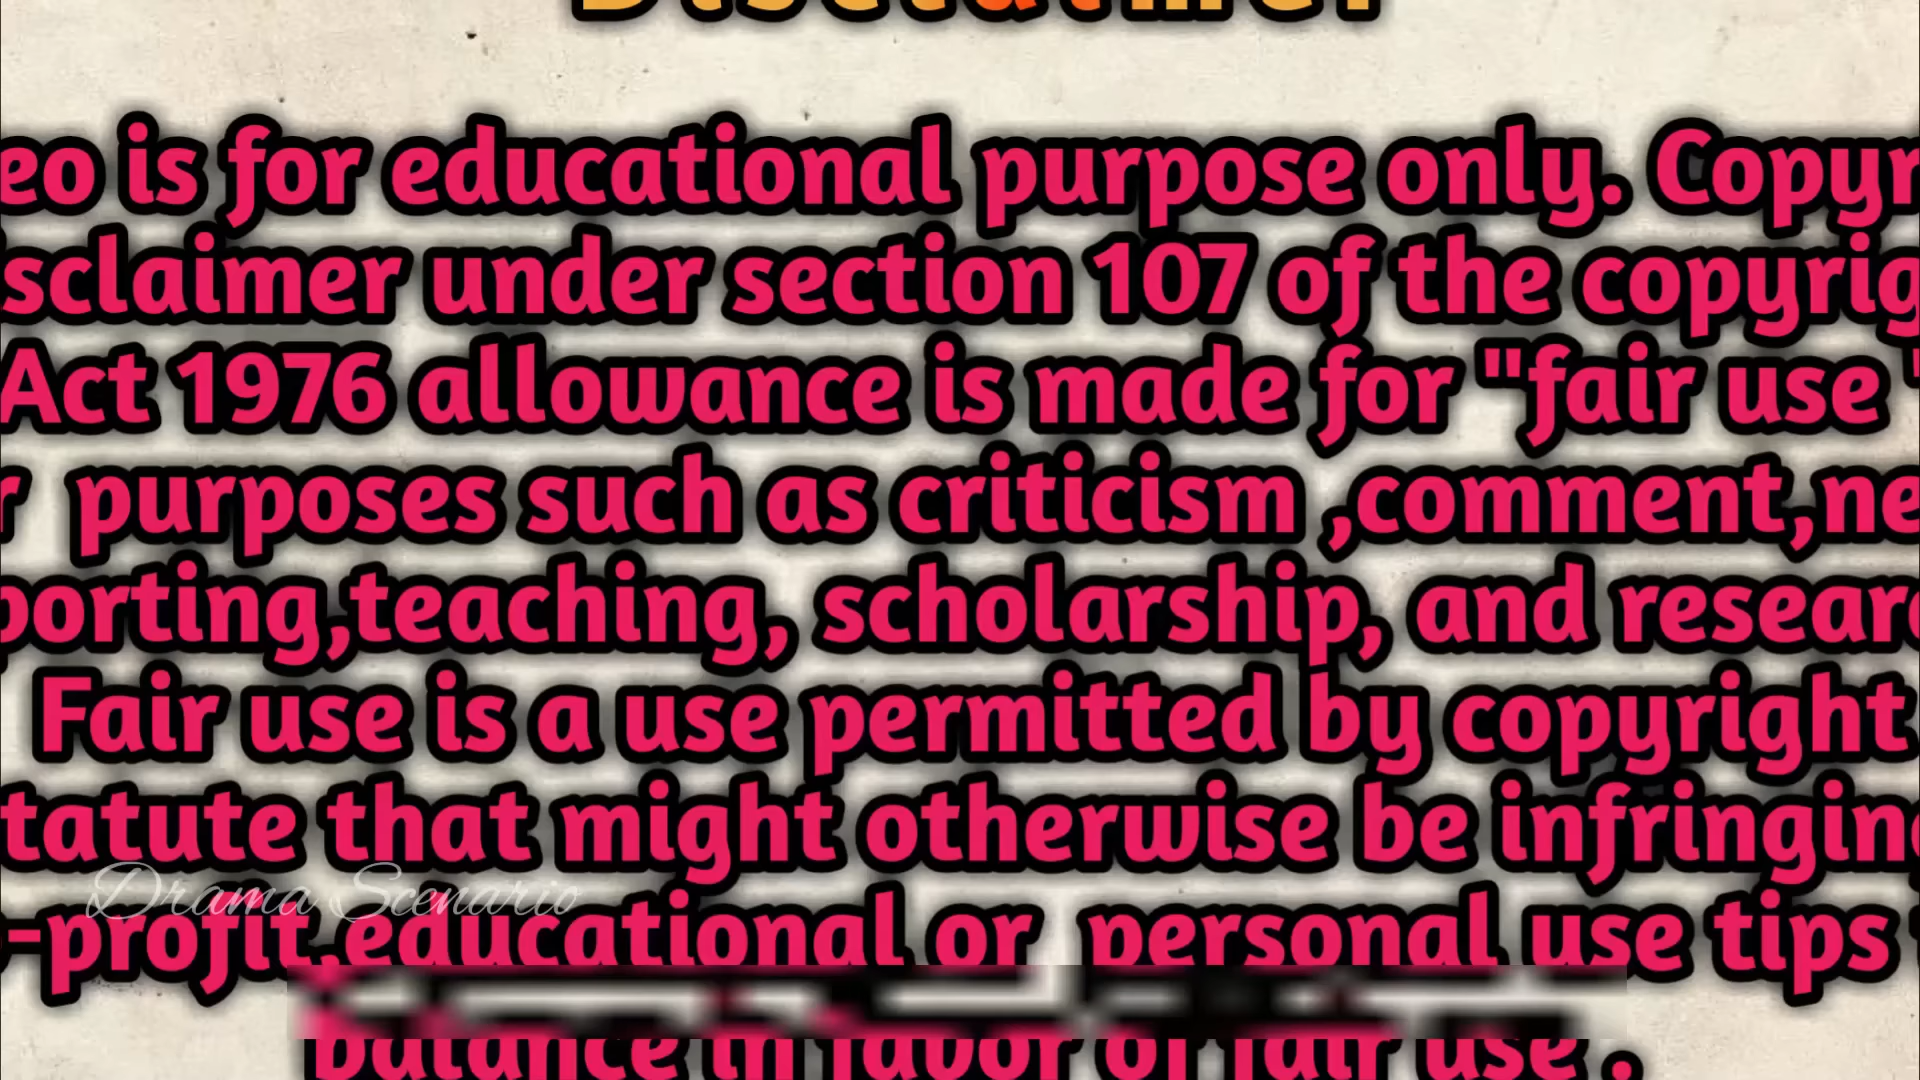 Disclaimer
eo is for educational purpose only. Copyr
sclaimer under section 107 of the copyrig
Act 1976 allowance is made for "fair use "
r purposes such as criticism ,comment,ne
porting,teaching, scholarship, and researc
Fair use is a use permitted by copyright
tatute that might otherwise be infringing
Drama Scenario
-profit,educational or personal use tips
balance in favor of fair use .